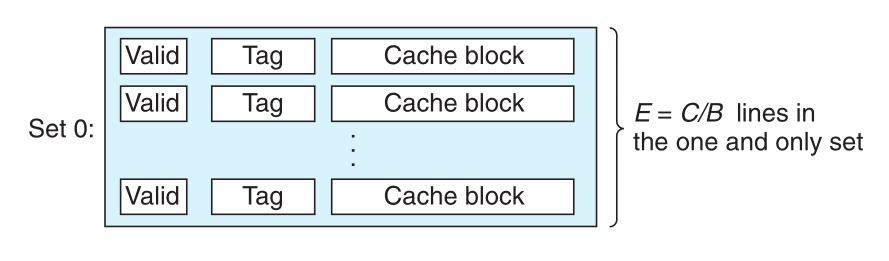 Valid Tag Cache block
Valid Tag Cache block
Set 0:
E = C/B lines in
the one and only set
Valid Tag Cache block